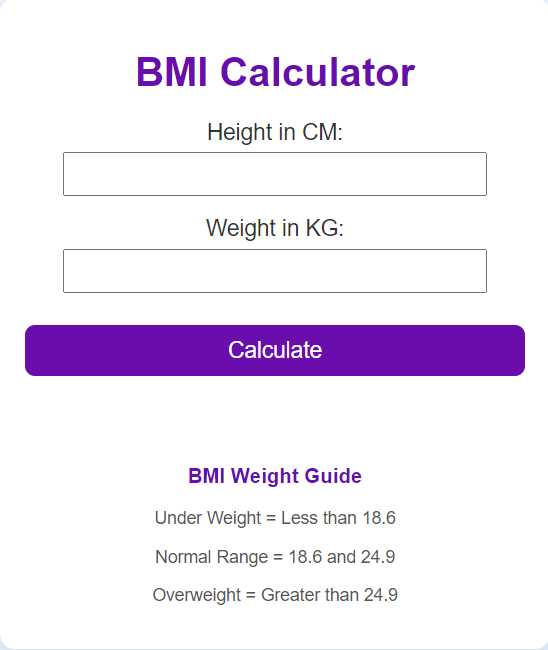 BMI Calculator
Height in CM:
Weight in KG:
Calculate
BMI Weight Guide
Under Weight = Less than 18.6
Normal Range = 18.6 and 24.9
Overweight = Greater than 24.9